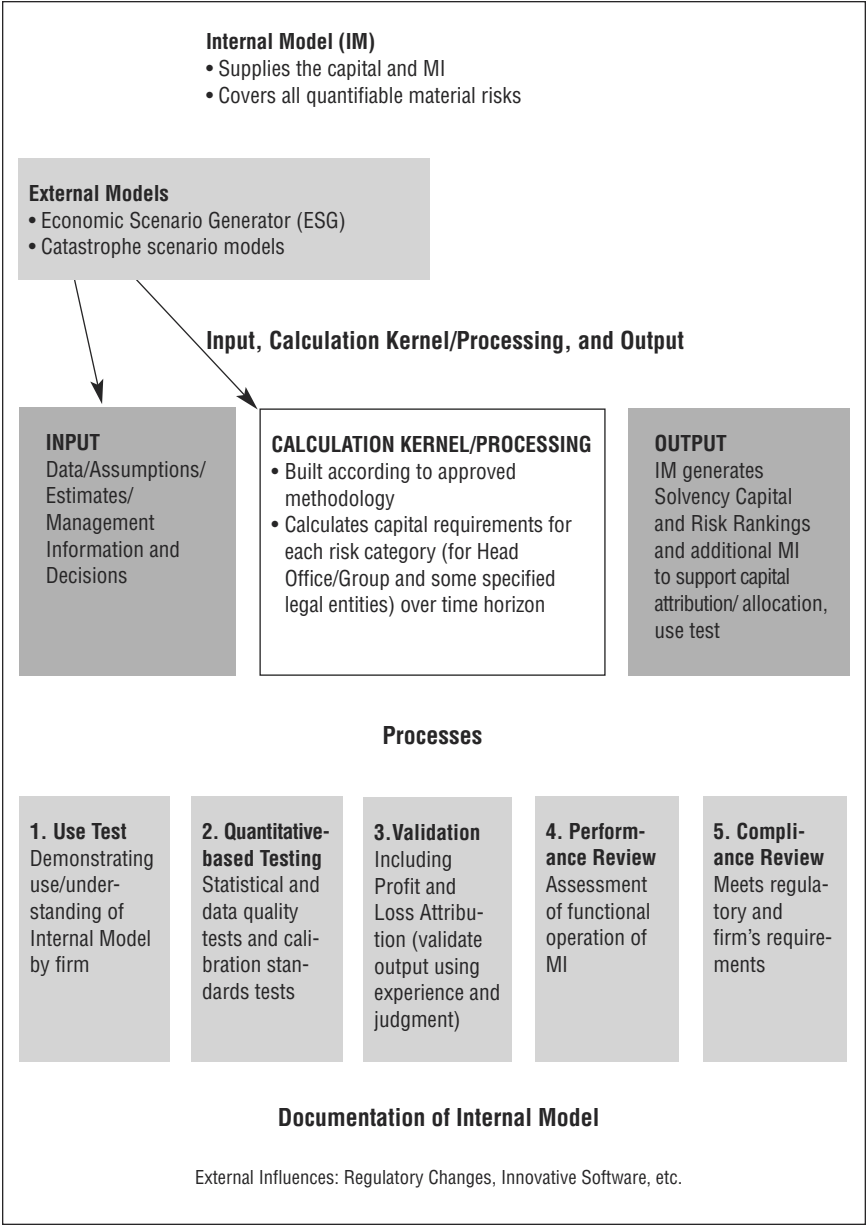 Internal Model (IM)
• Supplies the capital and MI
• Covers all quantifiable material risks
External Models
• Economic Scenario Generator (ESG)
• Catastrophe scenario models
Input, Calculation Kernel/Processing, and Output
INPUT
Data/Assumptions/
Estimates/
Management
Information and
Decisions
CALCULATION KERNEL/PROCESSING
• Built according to approved
methodology
• Calculates capital requirements for
each risk category (for Head
Office/Group and some specified
legal entities) over time horizon
OUTPUT
IM generates
Solvency Capital
and Risk Rankings
and additional MI
to support capital
attribution/ allocation,
use test
Processes
1. Use Test
Demonstrating
use/under-
standing of
Internal Model
by firm
2. Quantitative-
based Testing
Statistical and
data quality
tests and cali-
bration stan-
dards tests
3.Validation
Including
Profit and
Loss Attribu-
tion (validate
output using
experience and
judgment)
4. Perform-
ance Review
Assessment
of functional
operation of
MI
5. Compli-
ance Review
Meets regula-
tory and
firm's require-
ments
Documentation of Internal Model
External Influences: Regulatory Changes, Innovative Software, etc.